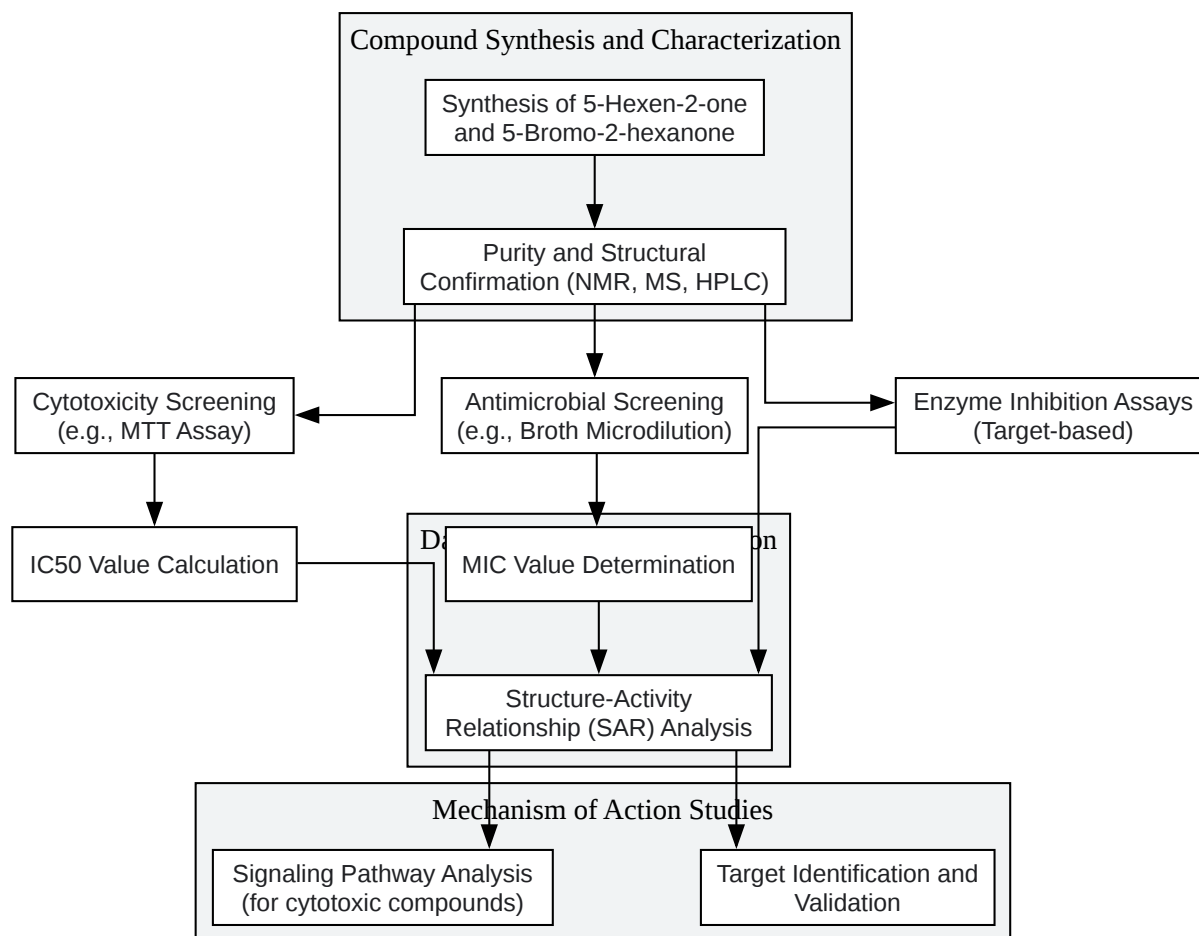 Compound Synthesis and Characterization
Synthesis of 5-Hexen-2-one
and 5-Bromo-2-hexanone
Purity and Structural
Confirmation (NMR, MS, HPLC)
Cytotoxicity Screening
(e.g., MTT Assay)
Antimicrobial Screening
(e.g., Broth Microdilution)
Enzyme Inhibition Assays
(Target-based)
IC50 Value Calculation
MIC Value Determination
Structure-Activity
Relationship (SAR) Analysis
Mechanism of Action Studies
Signaling Pathway Analysis
(for cytotoxic compounds)
Target Identification and
Validation